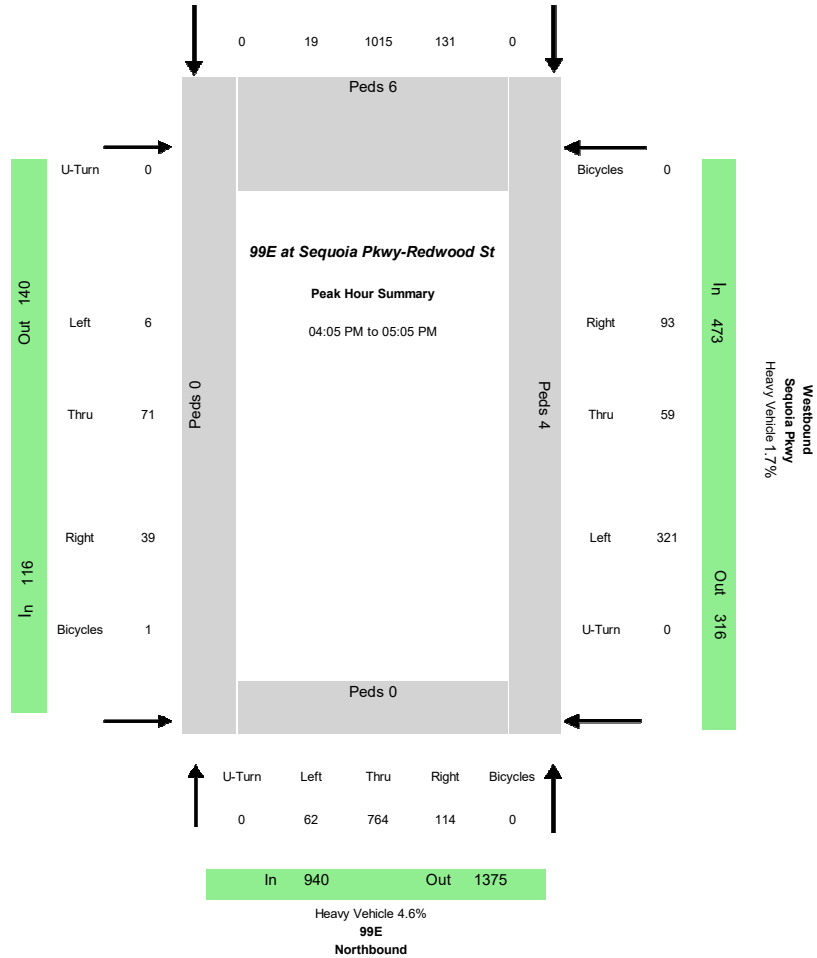 0 19 1015 131 0
Peds 6
U-Turn 0
Bicycles 0
99E at Sequoia Pkwy-Redwood St
Peak Hour Summary
04:05 PM to 05:05 PM
Out 140
In 116
Left 6
Thru 71
Right 39
Bicycles 1
Peds 0
Peds 4
Right 93
Thru 59
Left 321
U-Turn 0
In 473
Out 316
Westbound
Sequoia Pkwy
Heavy Vehicle 1.7%
Peds 0
U-Turn Left Thru Right Bicycles
0 62 764 114 0
In 940 Out 1375
Heavy Vehicle 4.6%
99E
Northbound